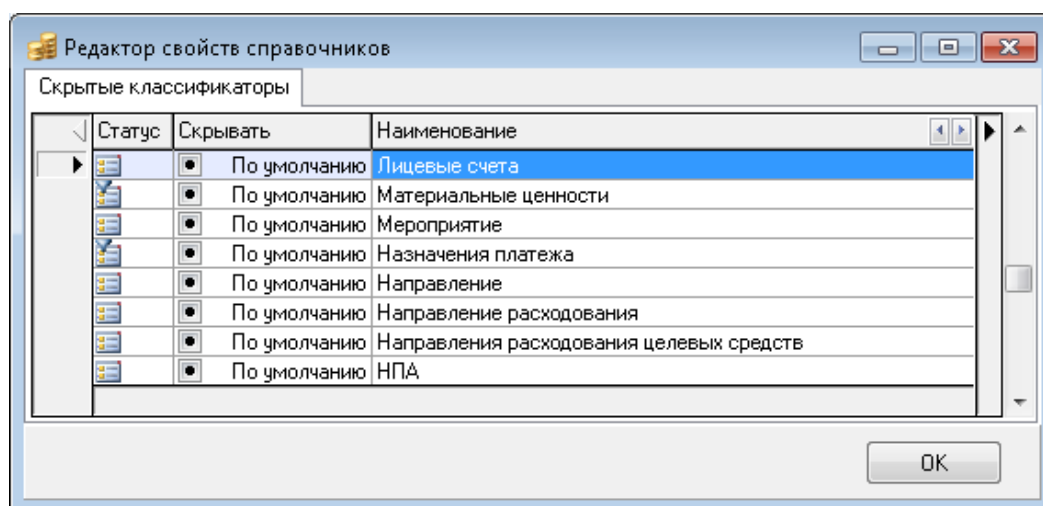 Редактор свойств справочников
Скрытые классификаторы
Статус Скрывать Наименование
По умолчанию Лицевые счета
По умолчанию Материальные ценности
По умолчанию Мероприятие
По умолчанию Назначения платежа
По умолчанию Направление
По умолчанию Направление расходования
По умолчанию Направления расходования целевых средств
По умолчанию НПА
OK